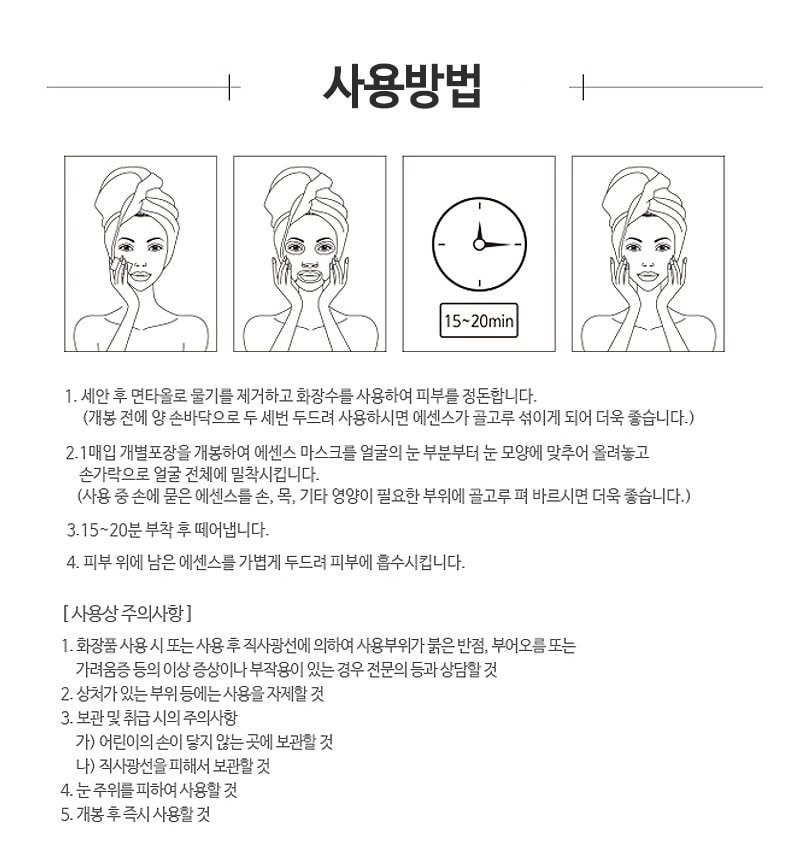 사용방법
15~20min
1. 세안 후 면타올로 물기를 제거하고 화장수를 사용하여 피부를 정돈합니다.
(개봉 전에 양 손바닥으로 두 세번 두드려 사용하시면 에센스가 골고루 섞이게 되어 더욱 좋습니다.)
2.1매입 개별포장을 개봉하여 에센스 마스크를 얼굴의 눈 부분부터 눈 모양에 맞추어 올려놓고
손가락으로 얼굴 전체에 밀착시킵니다.
(사용 중 손에 묻은 에센스를 손, 목, 기타 영양이 필요한 부위에 골고루 펴 바르시면 더욱 좋습니다.)
3.15~20분 부착 후 떼어냅니다.
4. 피부 위에 남은 에센스를 가볍게 두드려 피부에 흡수시킵니다.
[ 사용상 주의사항 ]
1. 화장품 사용 시 또는 사용 후 직사광선에 의하여 사용부위가 붉은 반점, 부어오름 또는
가려움증 등의 이상 증상이나 부작용이 있는 경우 전문의 등과 상담할 것
2. 상처가 있는 부위 등에는 사용을 자제할 것
3. 보관 및 취급 시의 주의사항
가) 어린이의 손이 닿지 않는 곳에 보관할 것
나) 직사광선을 피해서 보관할 것
4. 눈 주위를 피하여 사용할 것
5. 개봉 후 즉시 사용할 것